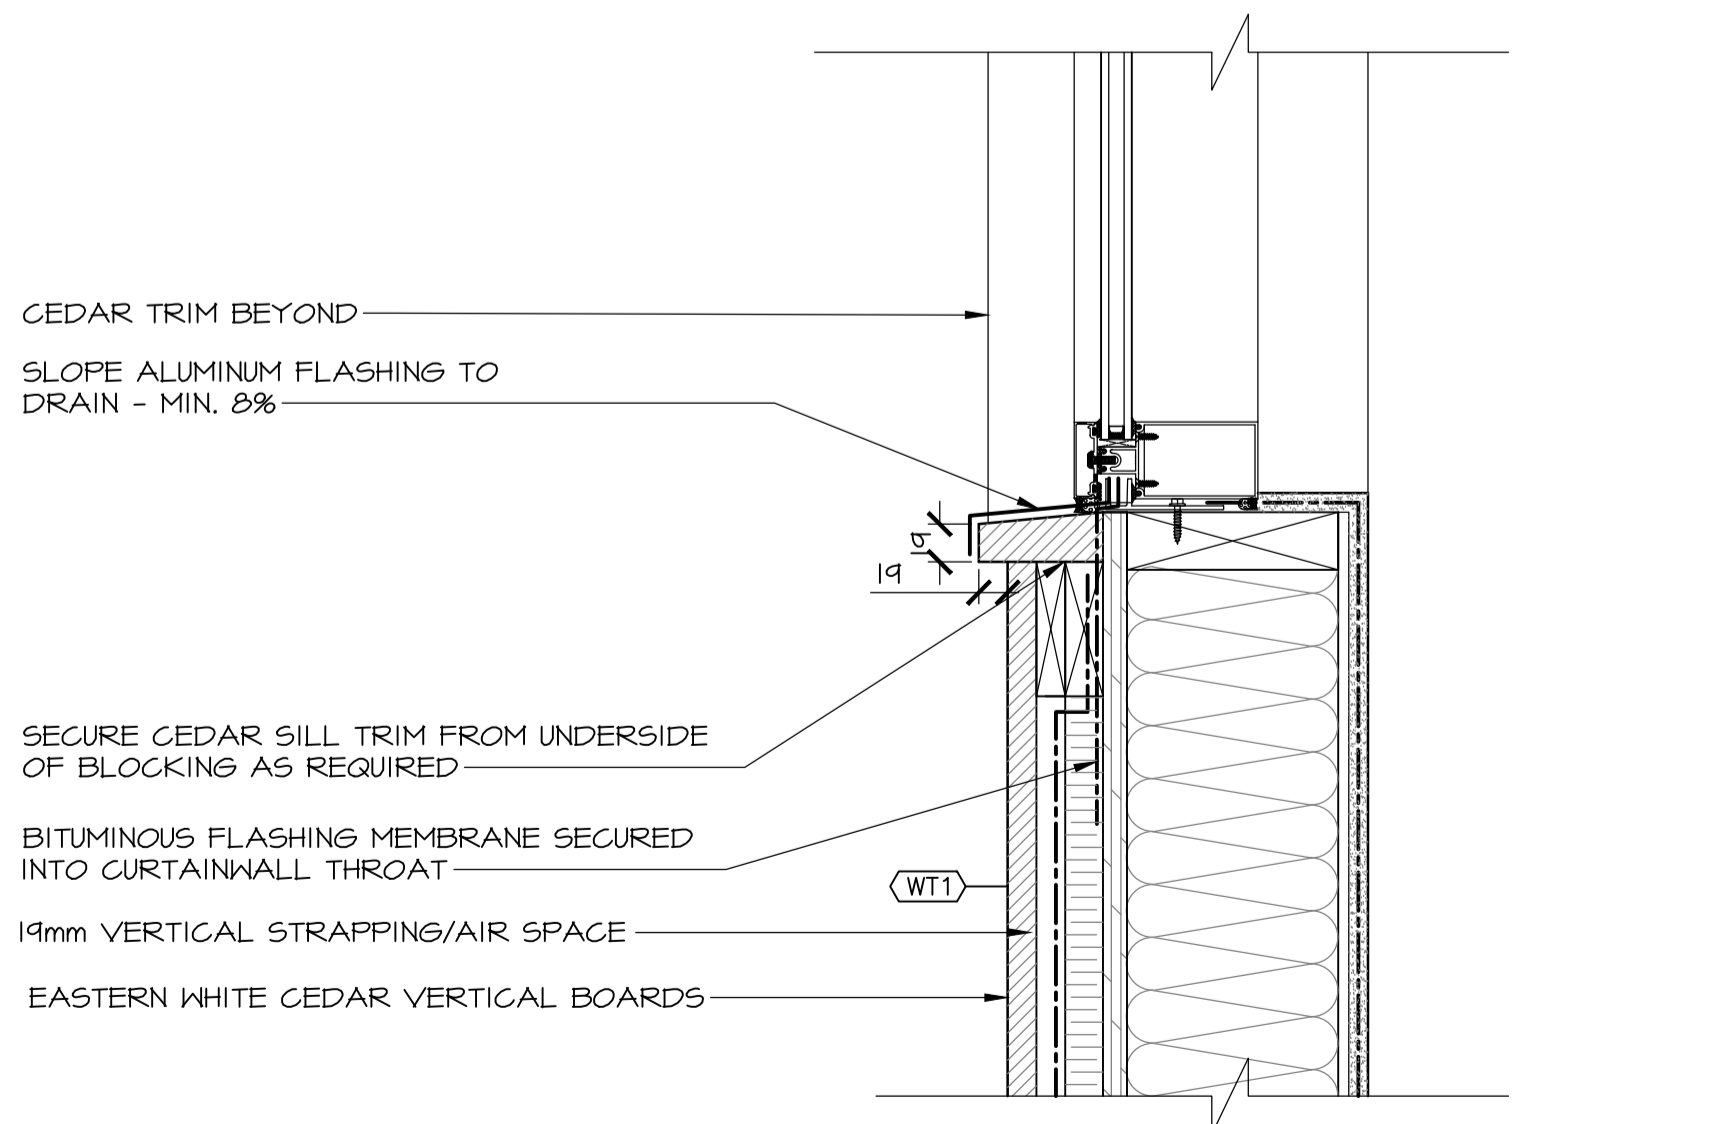 CEDAR TRIM BEYOND
SLOPE ALUMINUM FLASHING TO
DRAIN - MIN. 8%
9
19
SECURE CEDAR SILL TRIM FROM UNDERSIDE
OF BLOCKING AS REQUIRED
BITUMINOUS FLASHING MEMBRANE SECURED
INTO CURTAINWALL THROAT
WT1
19mm VERTICAL STRAPPING/AIR SPACE
EASTERN WHITE CEDAR VERTICAL BOARDS